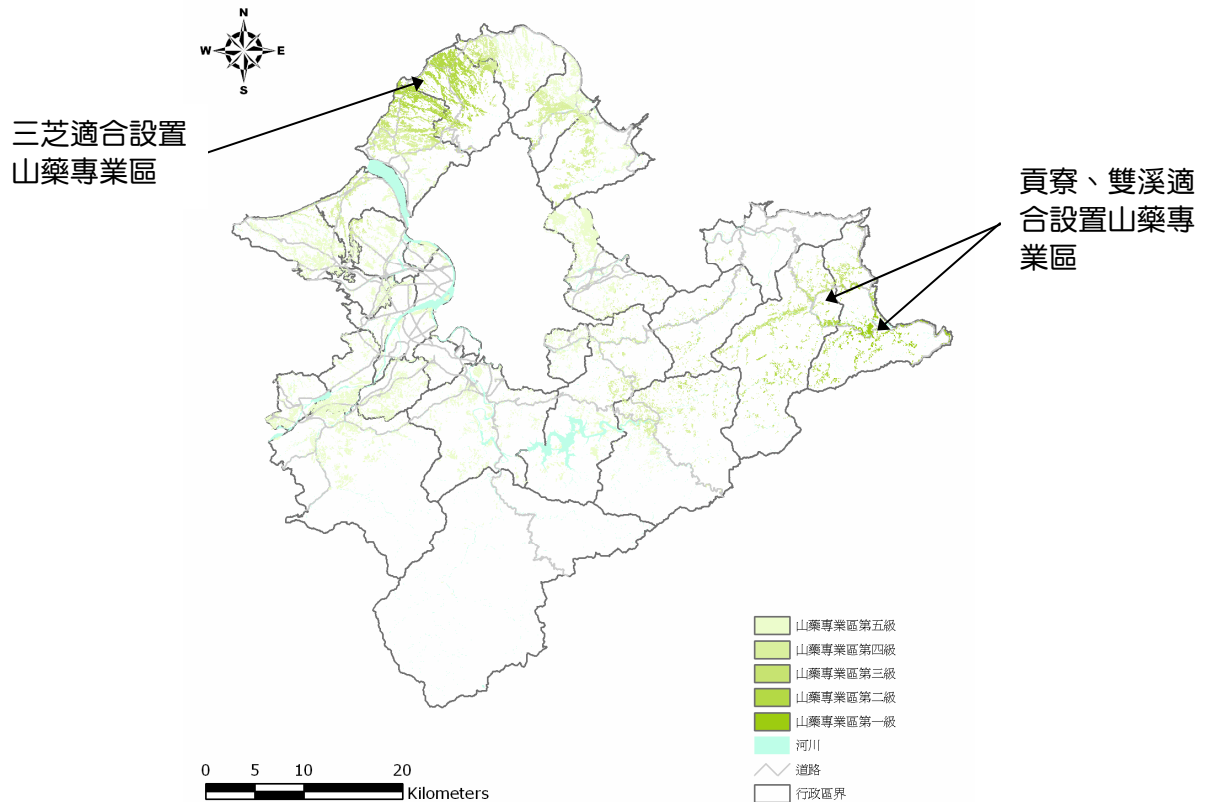 N
W
E
S
三芝適合設置
山藥專業區
貢寮、雙溪適
合設置山藥專
業區
山藥專業區第五級
山藥專業區第四級
山藥專業區第三級
山藥專業區第二級
山藥專業區第一級
河川
道路
行政區界
0 5 10 20
Kilometers